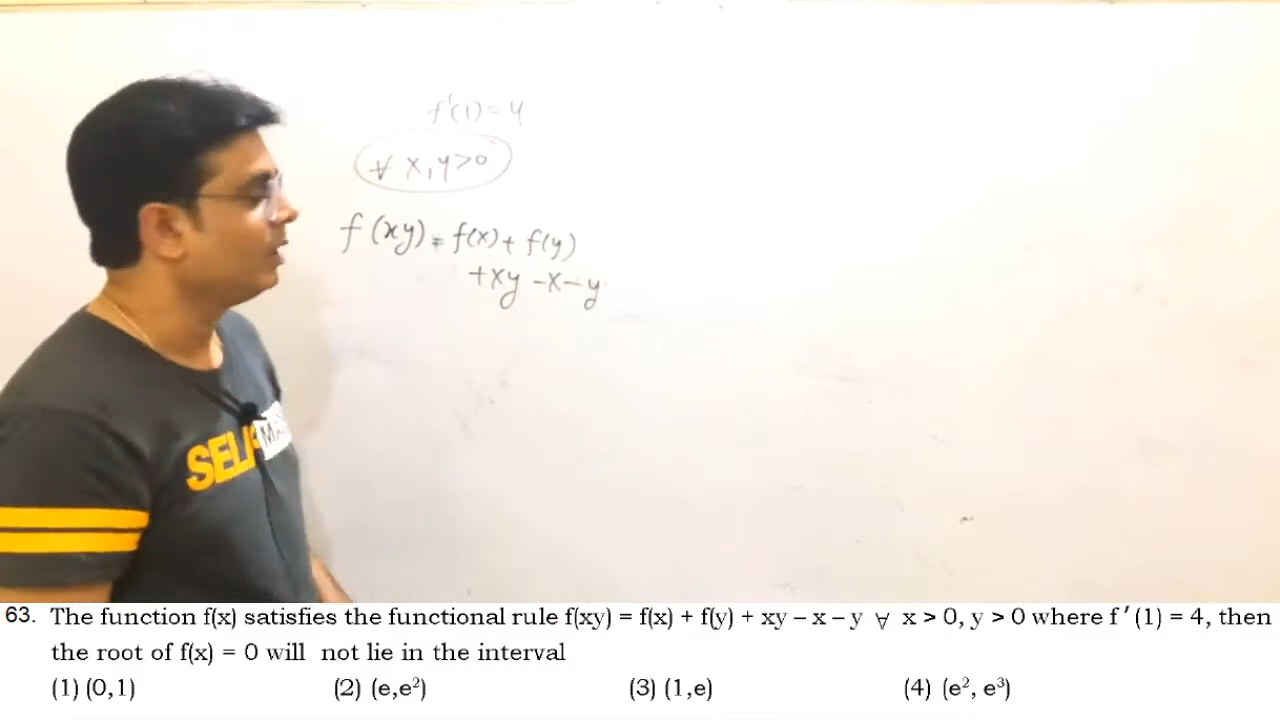 f'(1) = 4
∀ x, y > 0
f(xy) = f(x) + f(y)
+ xy - x - y
SELF
MA
63. The function f(x) satisfies the functional rule f(xy) = f(x) + f(y) + xy – x – y ∀ x > 0, y > 0 where f ′ (1) = 4, then
the root of f(x) = 0 will not lie in the interval
(1) (0,1) (2) (e,e²) (3) (1,e) (4) (e², e³)